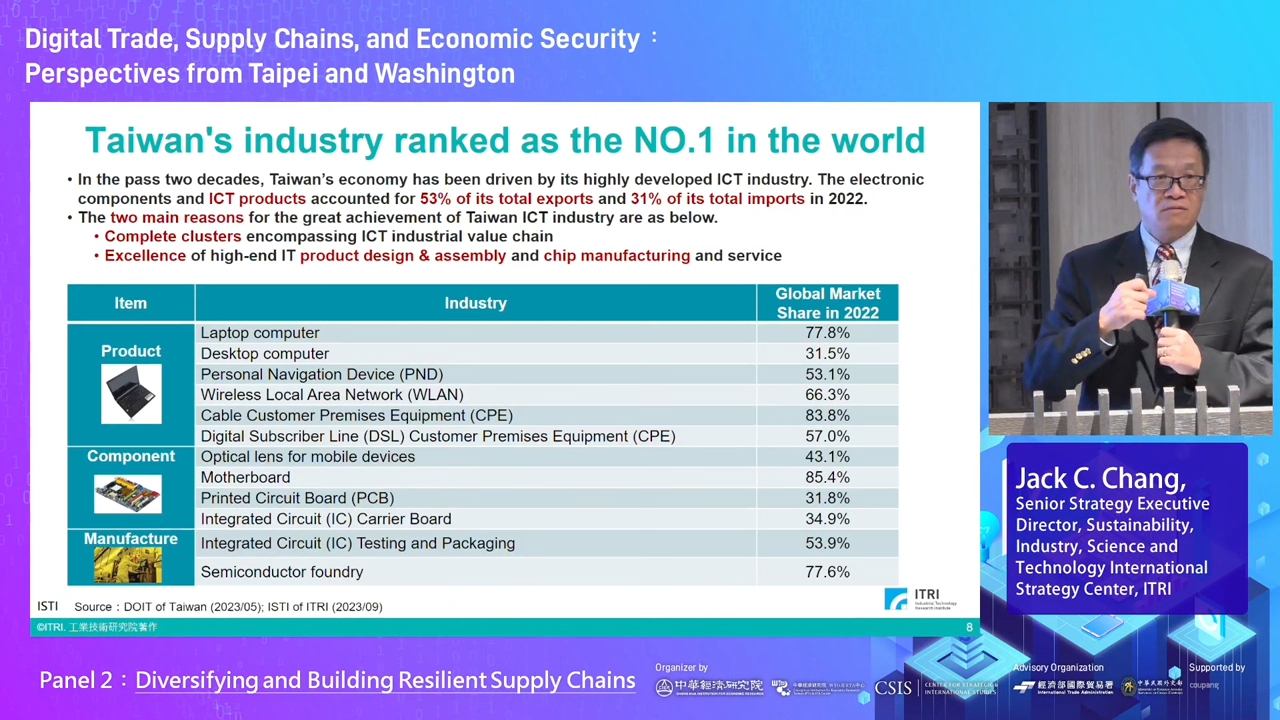 Digital Trade, Supply Chains, and Economic Security：
Perspectives from Taipei and Washington
Taiwan's industry ranked as the NO.1 in the world
• In the pass two decades, Taiwan's economy has been driven by its highly developed ICT industry. The electronic
components and ICT products accounted for 53% of its total exports and 31% of its total imports in 2022.
• The two main reasons for the great achievement of Taiwan ICT industry are as below.
• Complete clusters encompassing ICT industrial value chain
• Excellence of high-end IT product design & assembly and chip manufacturing and service
Item Industry Global Market
Share in 2022
Product
Laptop computer 77.8%
Desktop computer 31.5%
Personal Navigation Device (PND) 53.1%
Wireless Local Area Network (WLAN) 66.3%
Cable Customer Premises Equipment (CPE) 83.8%
Digital Subscriber Line (DSL) Customer Premises Equipment (CPE) 57.0%
Component
Optical lens for mobile devices 43.1%
Motherboard 85.4%
Printed Circuit Board (PCB) 31.8%
Integrated Circuit (IC) Carrier Board 34.9%
Manufacture
Integrated Circuit (IC) Testing and Packaging 53.9%
Semiconductor foundry 77.6%
ISTI Source：DOIT of Taiwan (2023/05); ISTI of ITRI (2023/09)
ITRI
Industrial Technology
Research Institute
©ITRI. 工業技術研究院著作 8
Jack C. Chang,
Senior Strategy Executive
Director, Sustainability,
Industry, Science and
Technology International
Strategy Center, ITRI
Panel 2：Diversifying and Building Resilient Supply Chains
Organizer by
中華經濟研究院
CSIS CENTER FOR STRATEGIC &
INTERNATIONAL STUDIES
Advisory Organization
經濟部國際貿易署
International Trade Administration
中華民國外交部
Supported by
coupang